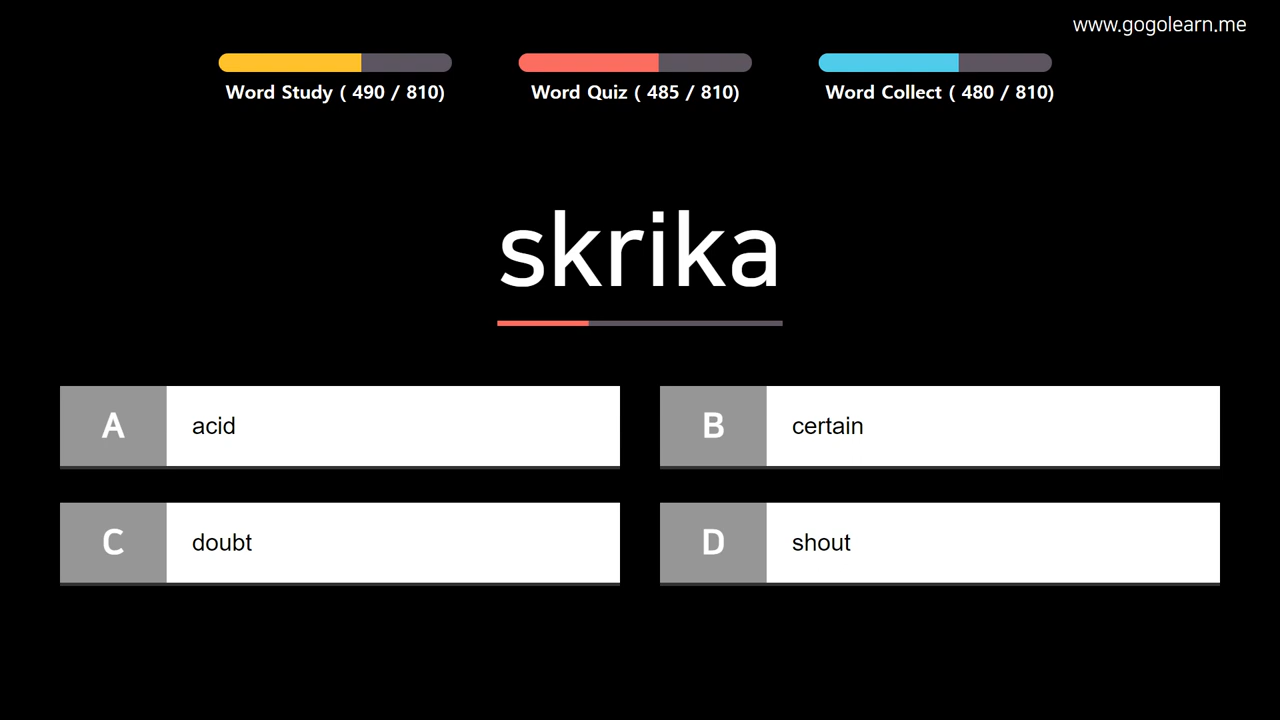 www.gogolearn.me
Word Study ( 490 / 810)
Word Quiz ( 485 / 810)
Word Collect ( 480 / 810)
skrika
A acid
B certain
C doubt
D shout